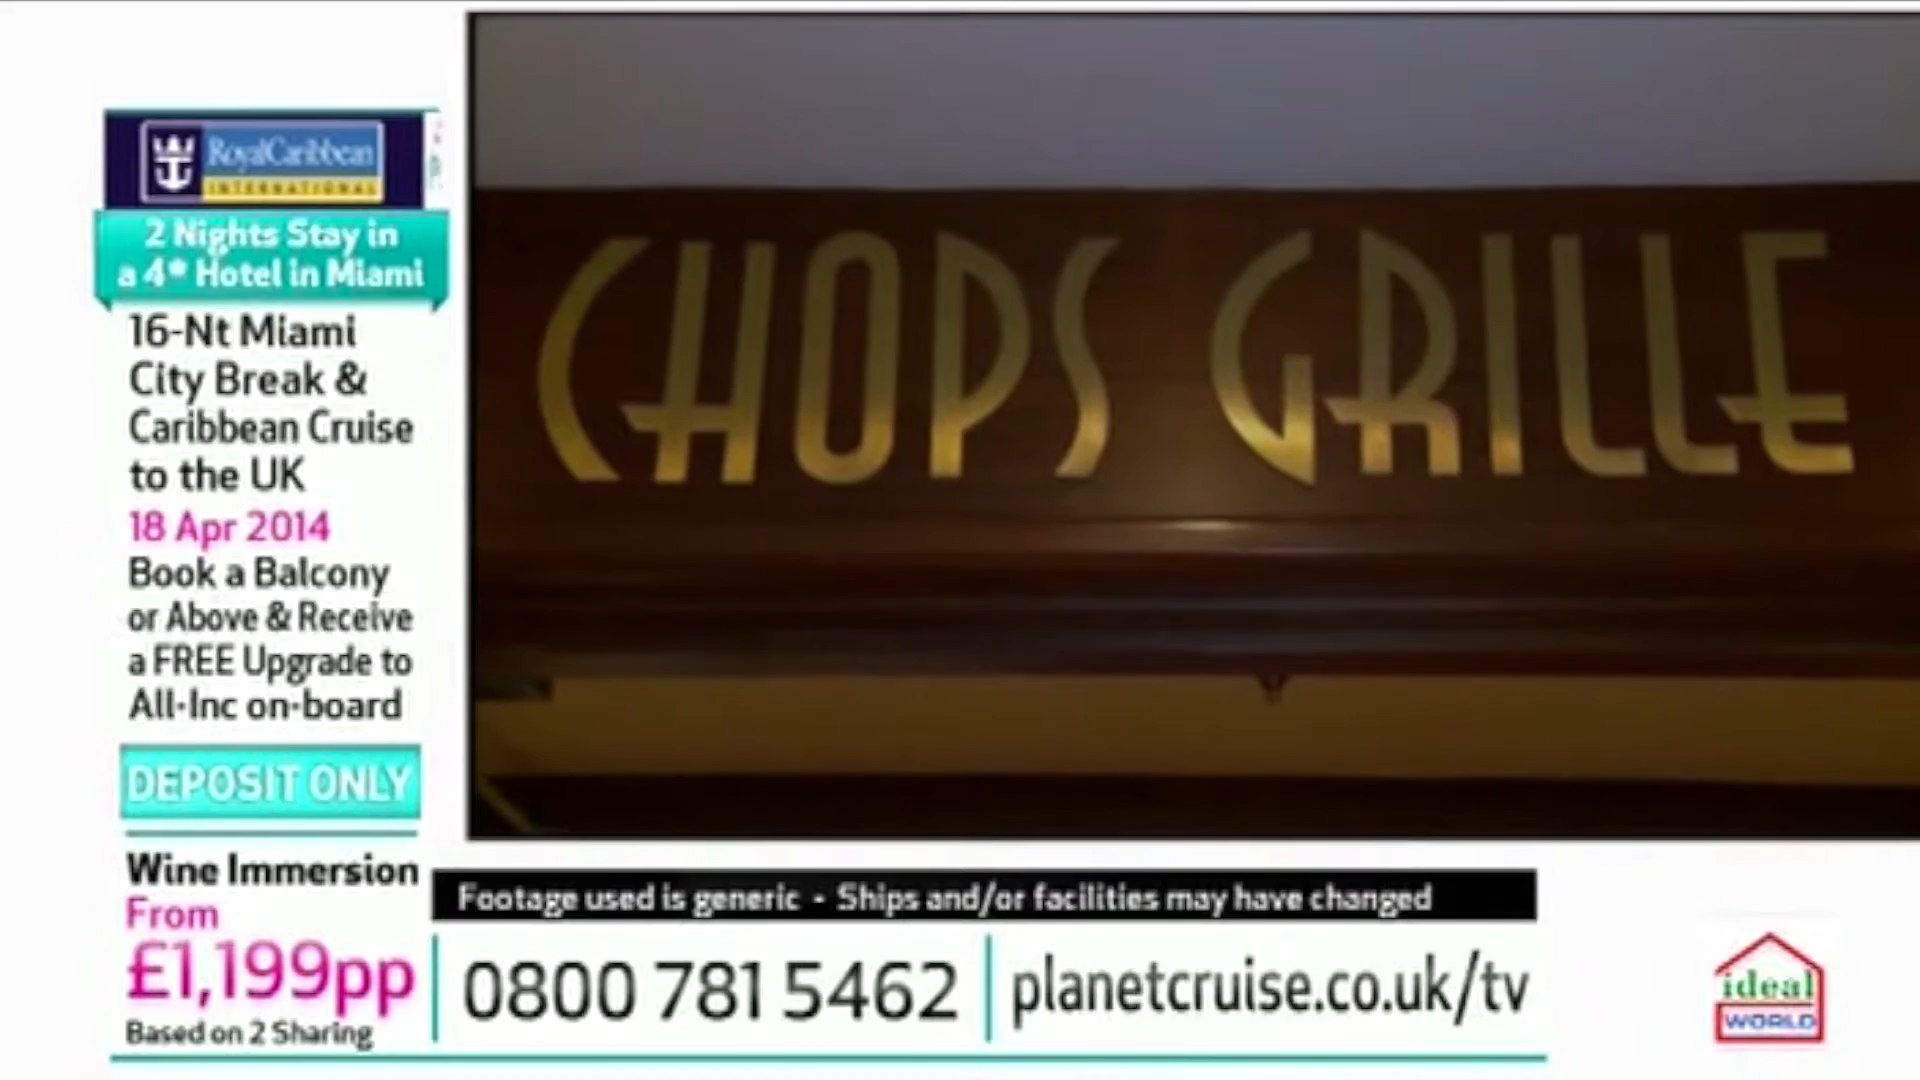 RoyalCaribbean
INTERNATIONAL
2 Nights Stay in
a 4* Hotel in Miami
16-Nt Miami
City Break &
Caribbean Cruise
to the UK
18 Apr 2014
Book a Balcony
or Above & Receive
a FREE Upgrade to
All-Inc on-board
DEPOSIT ONLY
Wine Immersion
From
£1,199pp
Based on 2 Sharing
CHOPS GRILLE
Footage used is generic - Ships and/or facilities may have changed
0800 781 5462
planetcruise.co.uk/tv
ideal
WORLD